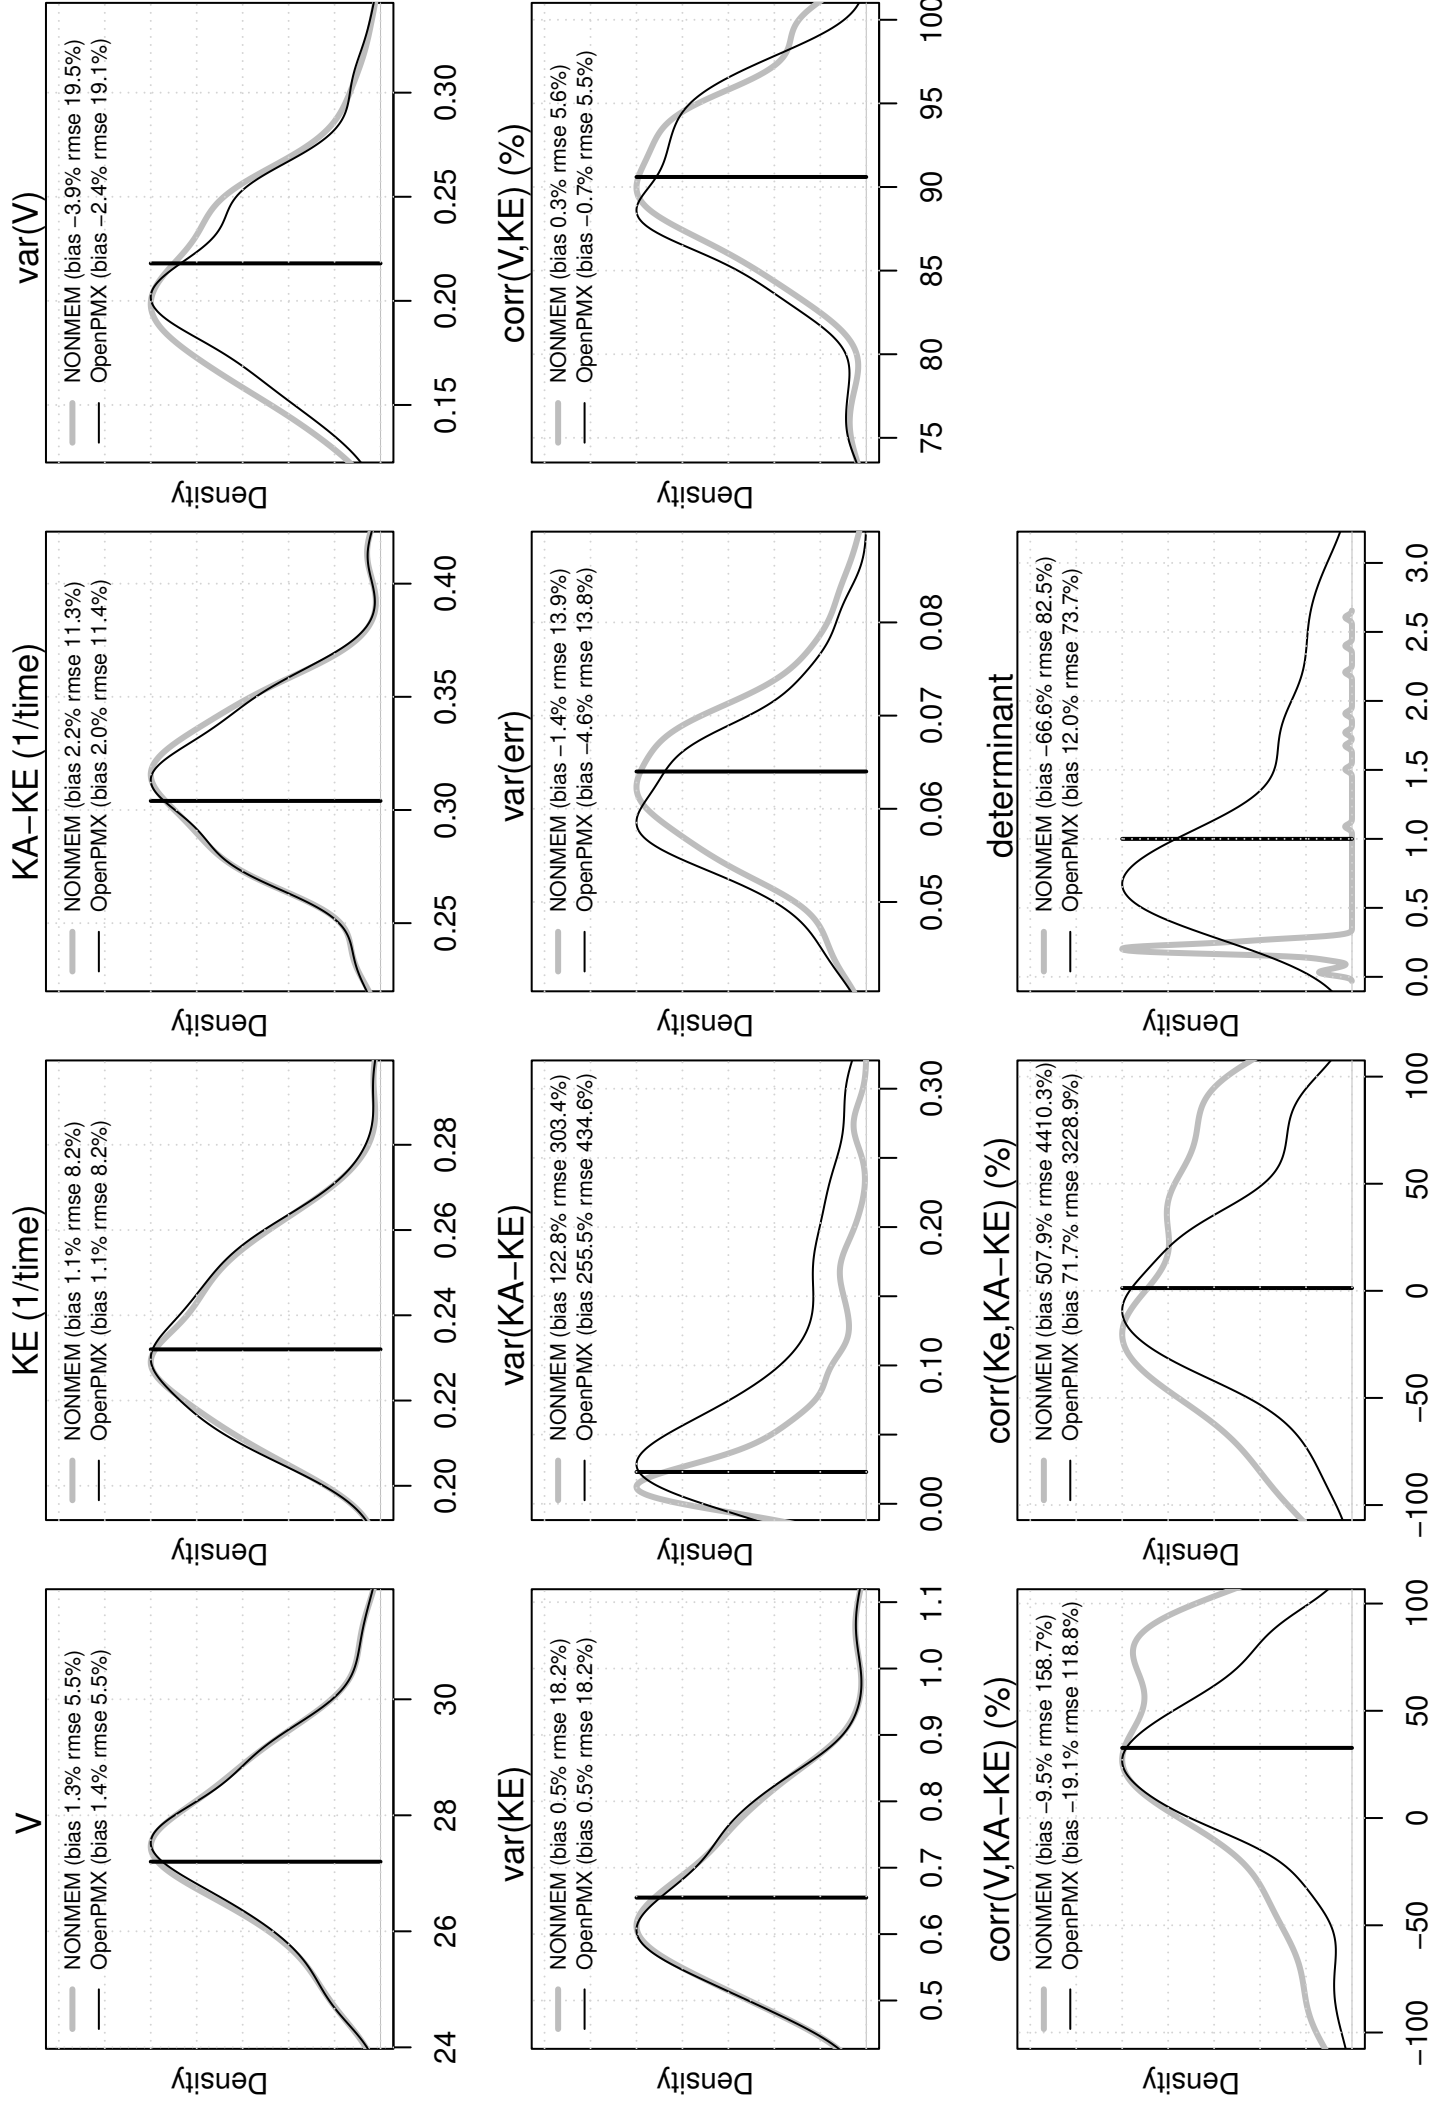 V
NONMEM (bias 1.3% rmse 5.5%)
OpenPMX (bias 1.4% rmse 5.5%)
Density
24 26 28 30
KE (1/time)
NONMEM (bias 1.1% rmse 8.2%)
OpenPMX (bias 1.1% rmse 8.2%)
Density
0.20 0.22 0.24 0.26 0.28
KA−KE (1/time)
NONMEM (bias 2.2% rmse 11.3%)
OpenPMX (bias 2.0% rmse 11.4%)
Density
0.25 0.30 0.35 0.40
var(V)
NONMEM (bias −3.9% rmse 19.5%)
OpenPMX (bias −2.4% rmse 19.1%)
Density
0.15 0.20 0.25 0.30
var(KE)
NONMEM (bias 0.5% rmse 18.2%)
OpenPMX (bias 0.5% rmse 18.2%)
Density
0.5 0.6 0.7 0.8 0.9 1.0 1.1
var(KA−KE)
NONMEM (bias 122.8% rmse 303.4%)
OpenPMX (bias 255.5% rmse 434.6%)
Density
0.00 0.10 0.20 0.30
var(err)
NONMEM (bias −1.4% rmse 13.9%)
OpenPMX (bias −4.6% rmse 13.8%)
Density
0.05 0.06 0.07 0.08
corr(V,KE) (%)
NONMEM (bias 0.3% rmse 5.6%)
OpenPMX (bias −0.7% rmse 5.5%)
Density
75 80 85 90 95 100
corr(V,KA−KE) (%)
NONMEM (bias −9.5% rmse 158.7%)
OpenPMX (bias −19.1% rmse 118.8%)
Density
−100 −50 0 50 100
corr(Ke,KA−KE) (%)
NONMEM (bias 507.9% rmse 4410.3%)
OpenPMX (bias 71.7% rmse 3228.9%)
Density
−100 −50 0 50 100
determinant
NONMEM (bias −66.6% rmse 82.5%)
OpenPMX (bias 12.0% rmse 73.7%)
Density
0.0 0.5 1.0 1.5 2.0 2.5 3.0